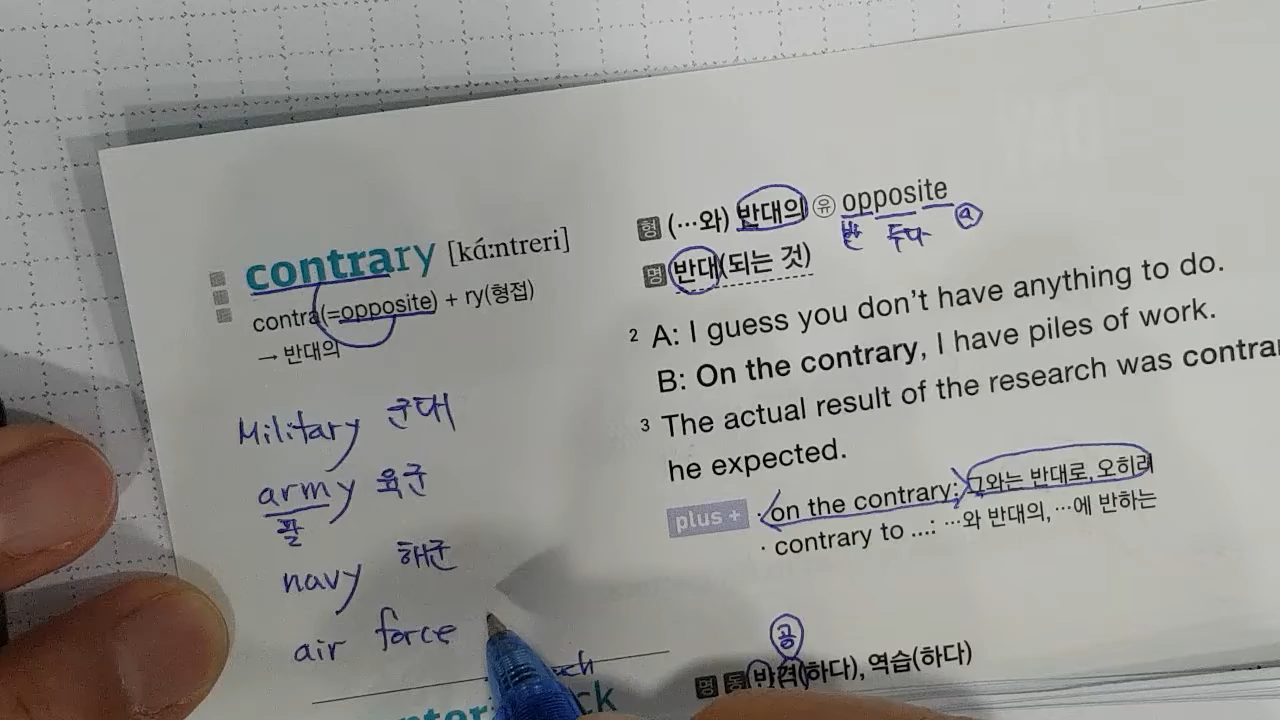 contrary [kάːntreri]
contra(=opposite) + ry(형접)
→ 반대의
Military 군대
army 육군
팔
navy 해군
air force
형 (…와) 반대의 유 opposite
반 두다 a
명 반대(되는 것)
2 A: I guess you don't have anything to do.
B: On the contrary, I have piles of work.
3 The actual result of the research was
he expected.
plus + · on the contrary: 그와는 반대로, 오히려
· contrary to ...: …와 반대의, …에 반하는
공
명 동 반격(하다), 역습(하다)